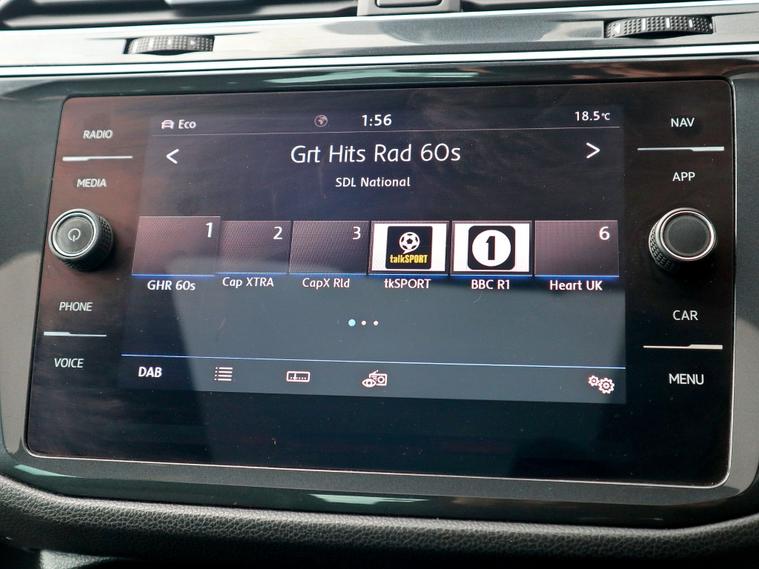 RADIO
MEDIA
PHONE
VOICE
Eco
1:56
18.5°C
< Grt Hits Rad 60s >
SDL National
1 2 3 talkSPORT 1 6
GHR 60s Cap XTRA CapX Rld tkSPORT BBC R1 Heart UK
DAB
NAV
APP
CAR
MENU